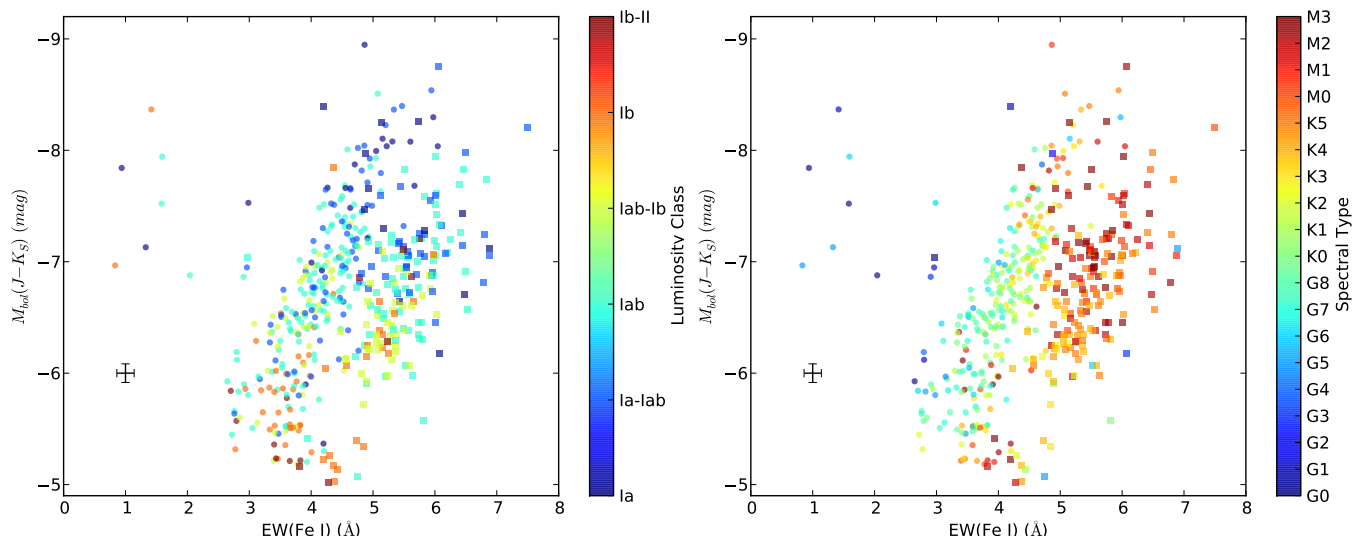 −9
−8
−7
−6
−5
M_bol(J−K_S) (mag)
0 1 2 3 4 5 6 7 8
EW(Fe I) (Å)
Ib-II
Ib
Iab-Ib
Iab
Ia-Iab
Ia
Luminosity Class
−9
−8
−7
−6
−5
M_bol(J−K_S) (mag)
0 1 2 3 4 5 6 7 8
EW(Fe I) (Å)
M3
M2
M1
M0
K5
K4
K3
K2
K1
K0
G8
G7
G6
G5
G4
G3
G2
G1
G0
Spectral Type